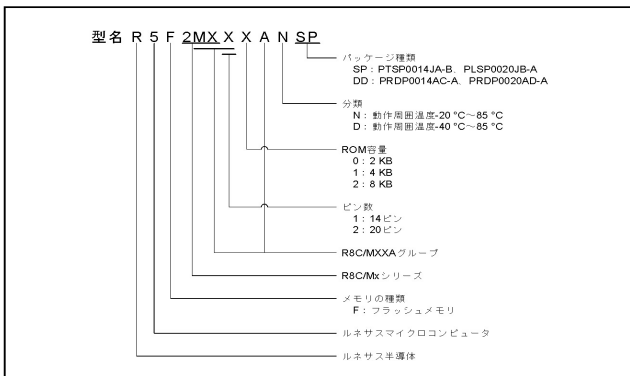 型名 R 5 F 2MX X X A N SP
パッケージ種類
SP : PTSP0014JA-B、PLSP0020JB-A
DD : PRDP0014AC-A、PRDP0020AD-A
分類
N : 動作周囲温度-20 °C～85 °C
D : 動作周囲温度-40 °C～85 °C
ROM容量
0 : 2 KB
1 : 4 KB
2 : 8 KB
ピン数
1 : 14ピン
2 : 20ピン
R8C/MXXAグループ
R8C/Mxシリーズ
メモリの種類
F : フラッシュメモリ
ルネサスマイクロコンピュータ
ルネサス半導体